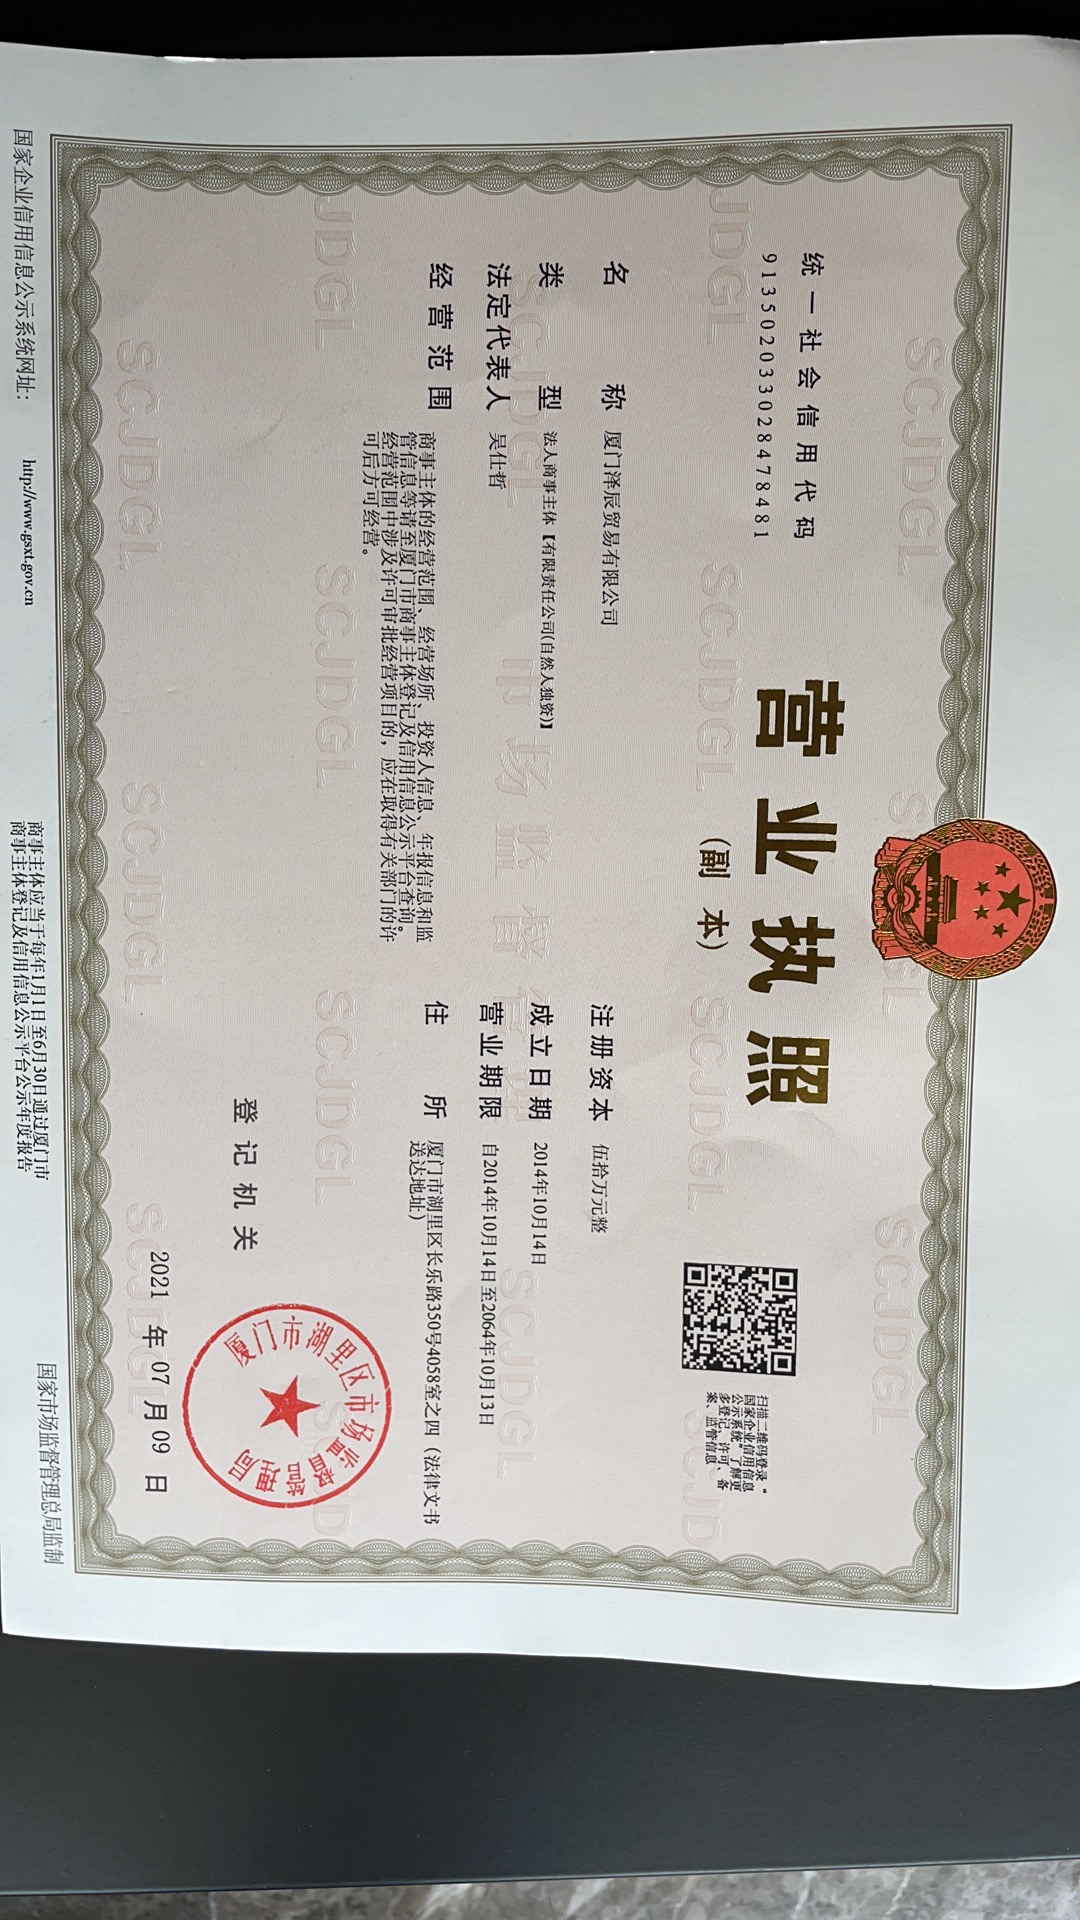 统一社会信用代码
913502033028478481
营业执照
(副 本)
扫描二维码登录“
国家企业信用信息
公示系统”了解更
多登记、许可、备
案、监管信息
名 称 厦门泽辰贸易有限公司
类 型 法人商事主体【有限责任公司(自然人独资)】
法定代表人 吴仕哲
经营范围 商事主体的经营范围、经营场所、投资人信息、年报信息和监
管信息等请至厦门市商事主体登记及信用信息公示平台查询。
经营范围中涉及许可审批经营项目的，应在取得有关部门的许
可后方可经营。
注册资本 伍拾万元整
成立日期 2014年10月14日
营业期限 自2014年10月14日至2064年10月13日
住 所 厦门市湖里区长乐路350号4058室之四（法律文书
送达地址）
登记机关
厦门市湖里区市场监督管理局
2021 年 07 月 09 日
国家企业信用信息公示系统网址：
http://www.gsxt.gov.cn
商事主体应当于每年1月1日至6月30日通过厦门市
商事主体登记及信用信息公示平台公示年度报告
国家市场监督管理总局监制